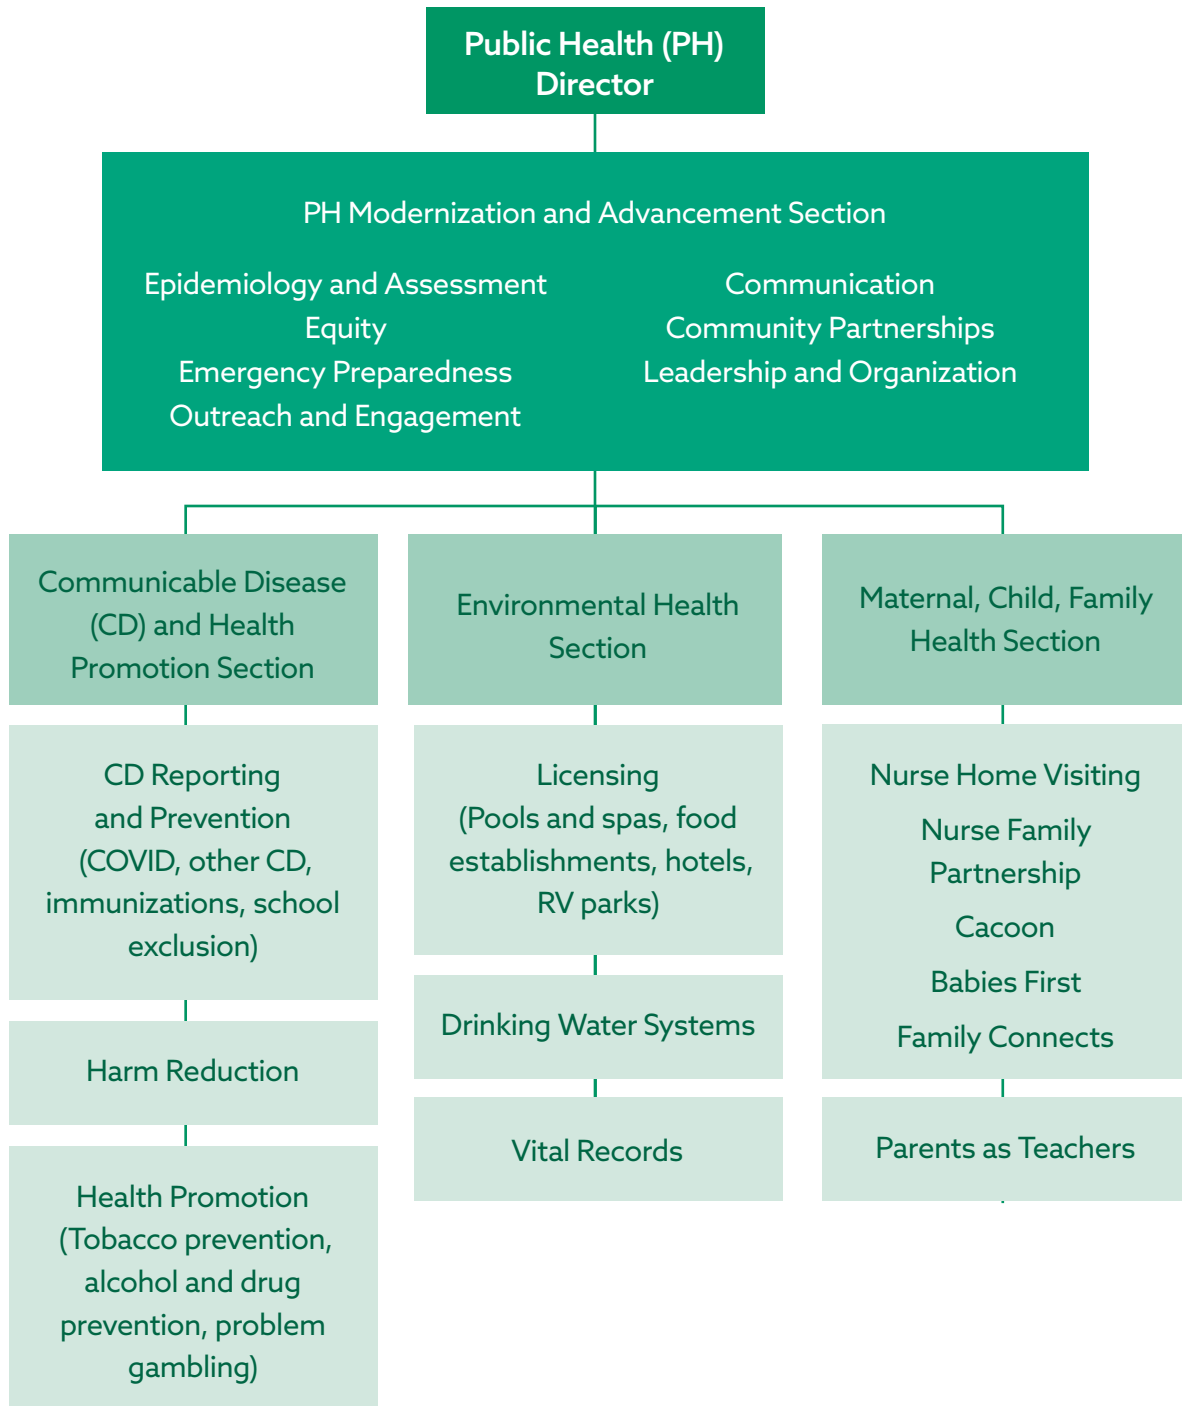 Public Health (PH)
Director
PH Modernization and Advancement Section
Epidemiology and Assessment
Equity
Emergency Preparedness
Outreach and Engagement
Communication
Community Partnerships
Leadership and Organization
Communicable Disease
(CD) and Health
Promotion Section
CD Reporting
and Prevention
(COVID, other CD,
immunizations, school
exclusion)
Harm Reduction
Health Promotion
(Tobacco prevention,
alcohol and drug
prevention, problem
gambling)
Environmental Health
Section
Licensing
(Pools and spas, food
establishments, hotels,
RV parks)
Drinking Water Systems
Vital Records
Maternal, Child, Family
Health Section
Nurse Home Visiting
Nurse Family
Partnership
Cacoon
Babies First
Family Connects
Parents as Teachers